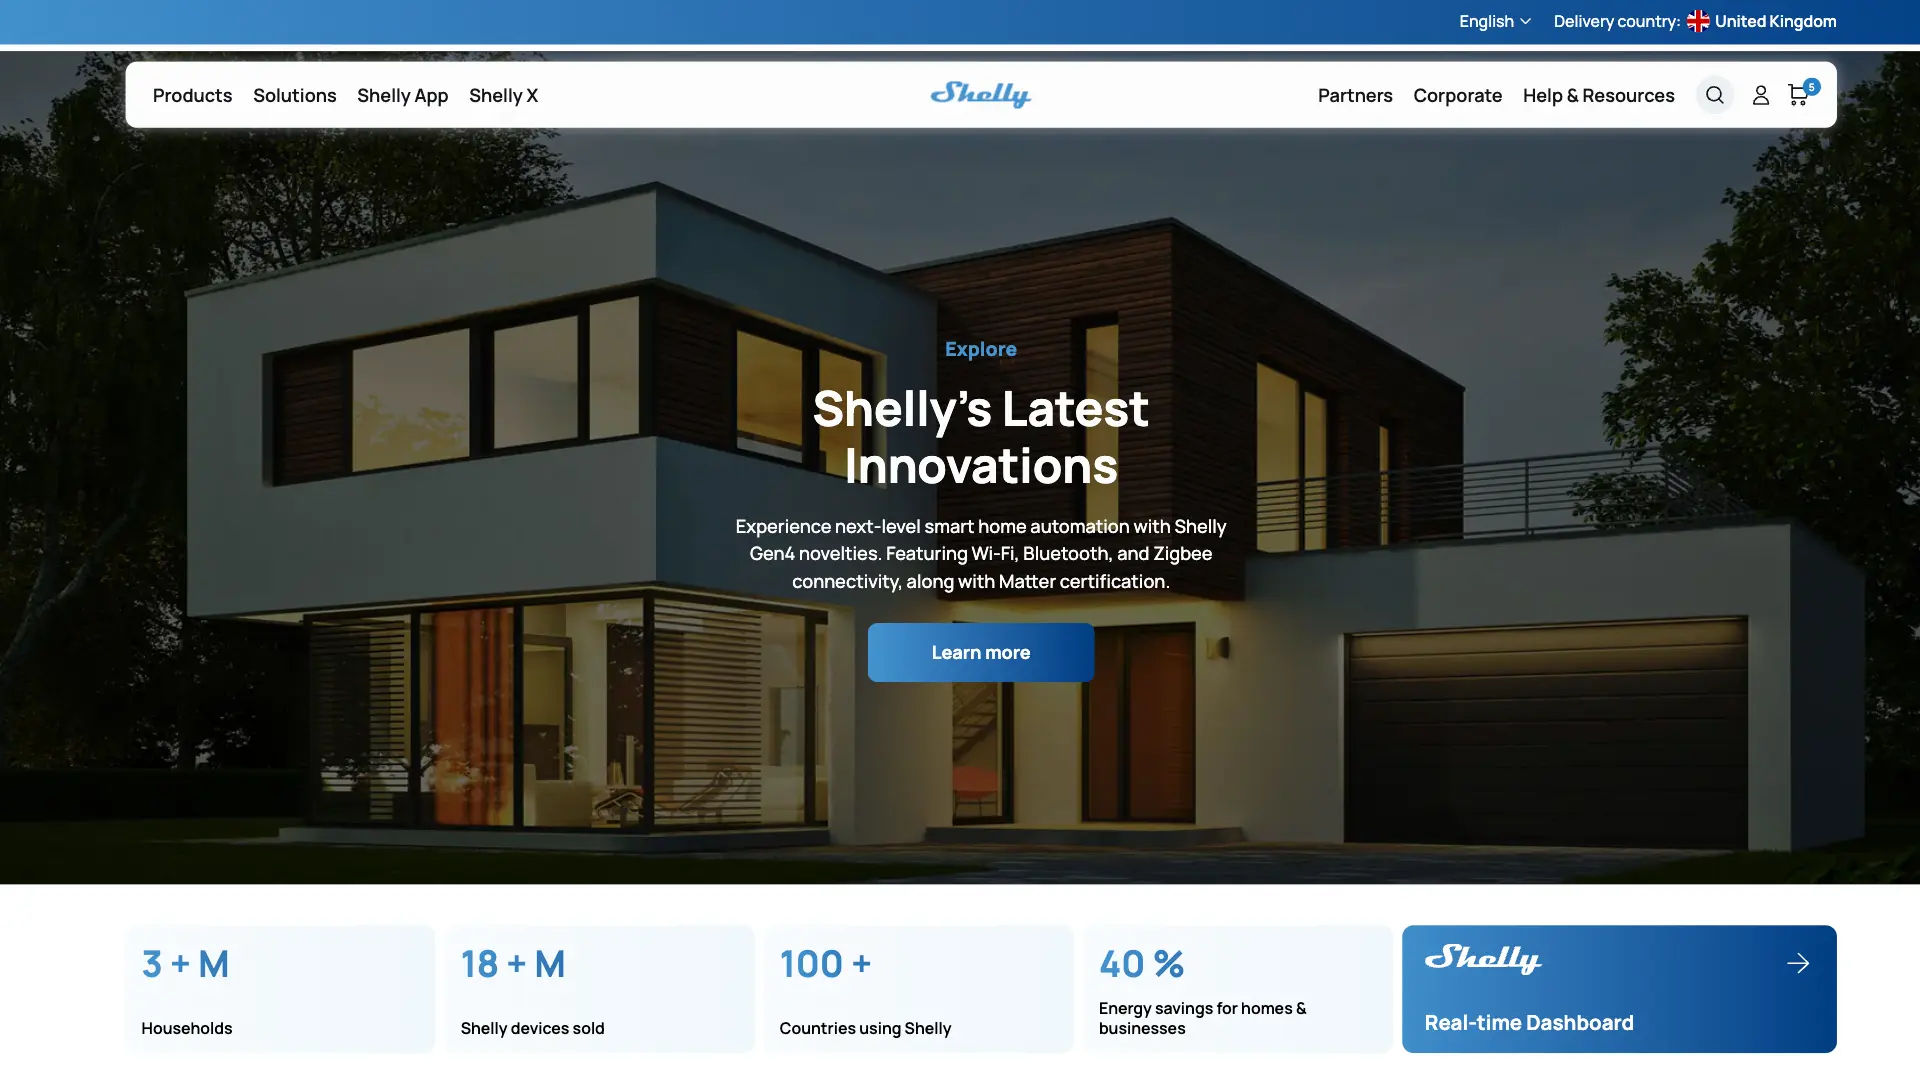 English
Delivery country: United Kingdom
Products Solutions Shelly App Shelly X
Shelly
Partners Corporate Help & Resources
5
Explore
Shelly's Latest
Innovations
Experience next-level smart home automation with Shelly
Gen4 novelties. Featuring Wi-Fi, Bluetooth, and Zigbee
connectivity, along with Matter certification.
Learn more
3 + M
Households
18 + M
Shelly devices sold
100 +
Countries using Shelly
40 %
Energy savings for homes &
businesses
Shelly
Real-time Dashboard